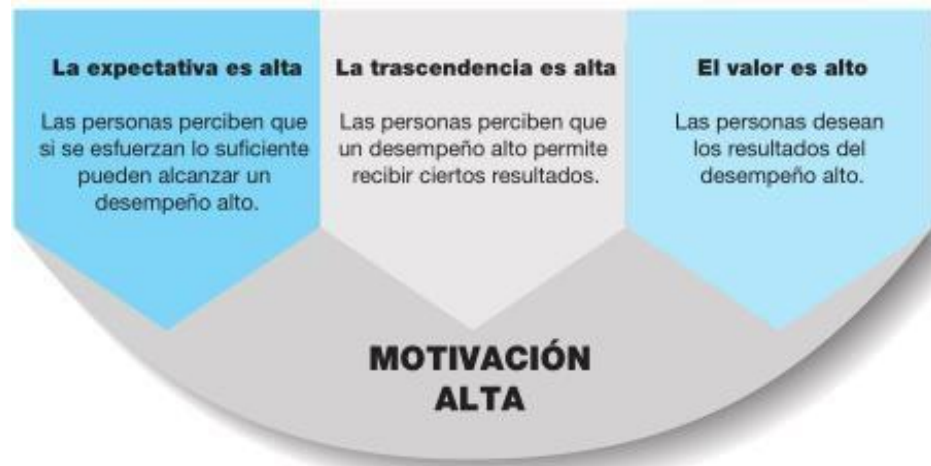 La expectativa es alta
Las personas perciben que
si se esfuerzan lo suficiente
pueden alcanzar un
desempeño alto.
La trascendencia es alta
Las personas perciben que
un desempeño alto permite
recibir ciertos resultados.
El valor es alto
Las personas desean
los resultados del
desempeño alto.
MOTIVACIÓN
ALTA